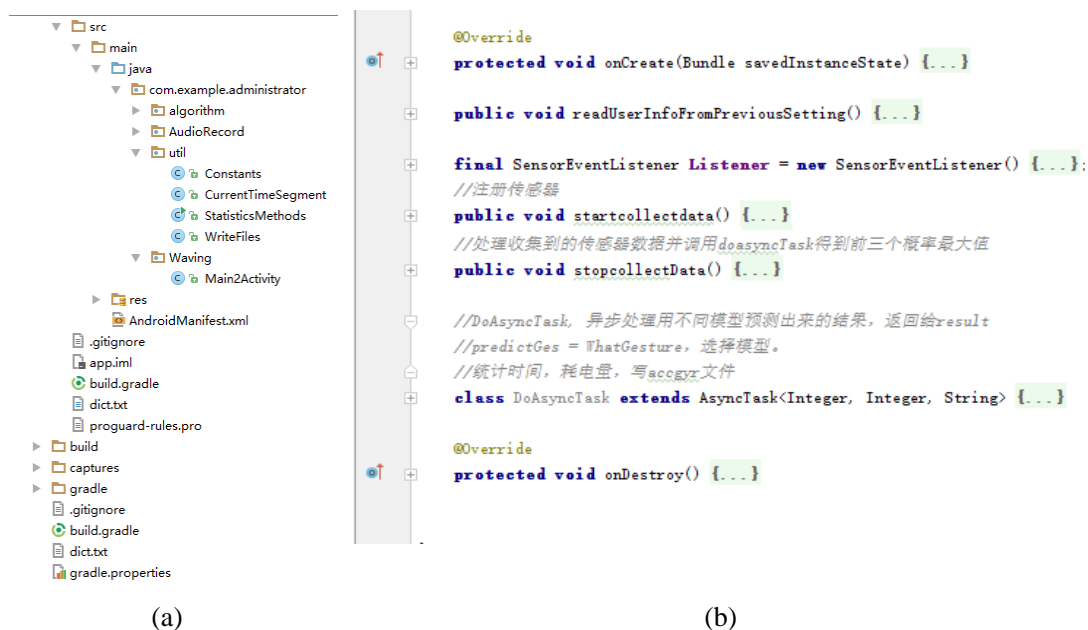 src
main
java
com.example.administrator
algorithm
AudioRecord
util
Constants
CurrentTimeSegment
StatisticsMethods
WriteFiles
Waving
Main2Activity
res
AndroidManifest.xml
.gitignore
app.iml
build.gradle
dict.txt
proguard-rules.pro
build
captures
gradle
.gitignore
build.gradle
dict.txt
gradle.properties
(a)
@Override
protected void onCreate(Bundle savedInstanceState) {...}
public void readUserInfoFromPreviousSetting() {...}
final SensorEventListener Listener = new SensorEventListener() {...};
//注册传感器
public void startcollectdata() {...}
//处理收集到的传感器数据并调用doasyncTask得到前三个概率最大值
public void stopcollectData() {...}
//DoAsyncTask, 异步处理用不同模型预测出来的结果，返回给result
//predictGes = WhatGesture，选择模型。
//统计时间，耗电量，写accgyr文件
class DoAsyncTask extends AsyncTask<Integer, Integer, String> {...}
@Override
protected void onDestroy() {...}
(b)